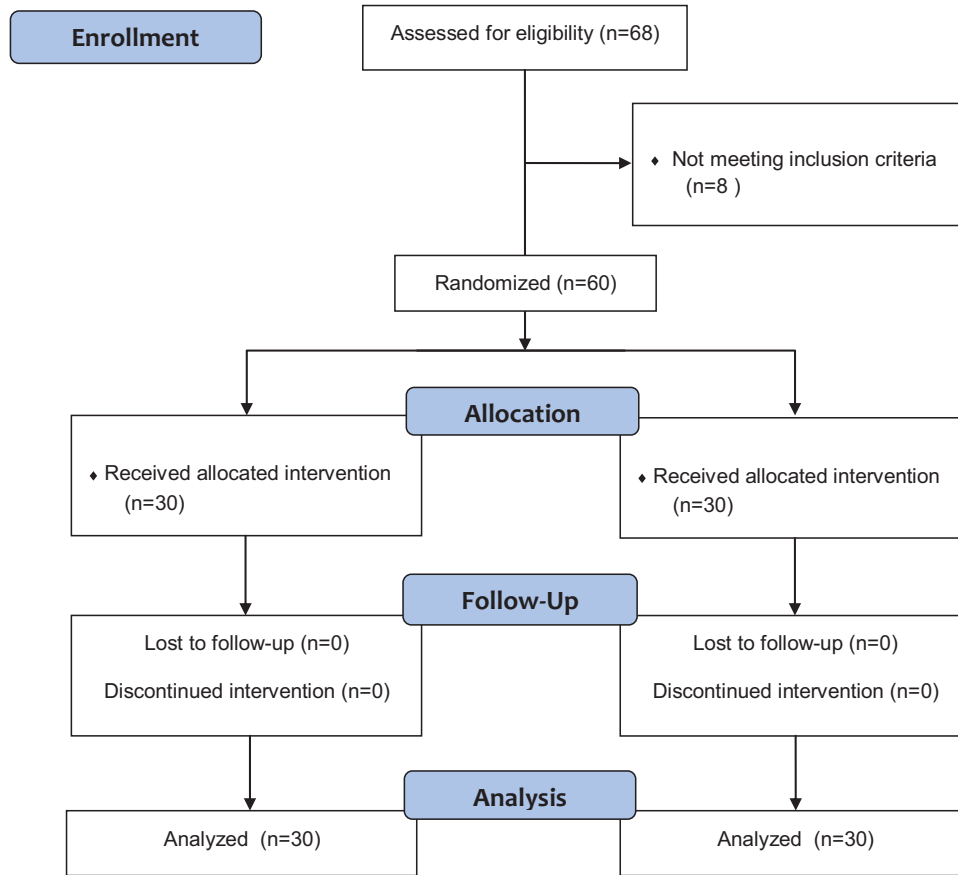 Enrollment
Assessed for eligibility (n=68)
♦ Not meeting inclusion criteria
(n=8 )
Randomized (n=60)
Allocation
♦ Received allocated intervention
(n=30)
♦ Received allocated intervention
(n=30)
Follow-Up
Lost to follow-up (n=0)
Discontinued intervention (n=0)
Lost to follow-up (n=0)
Discontinued intervention (n=0)
Analysis
Analyzed (n=30)
Analyzed (n=30)